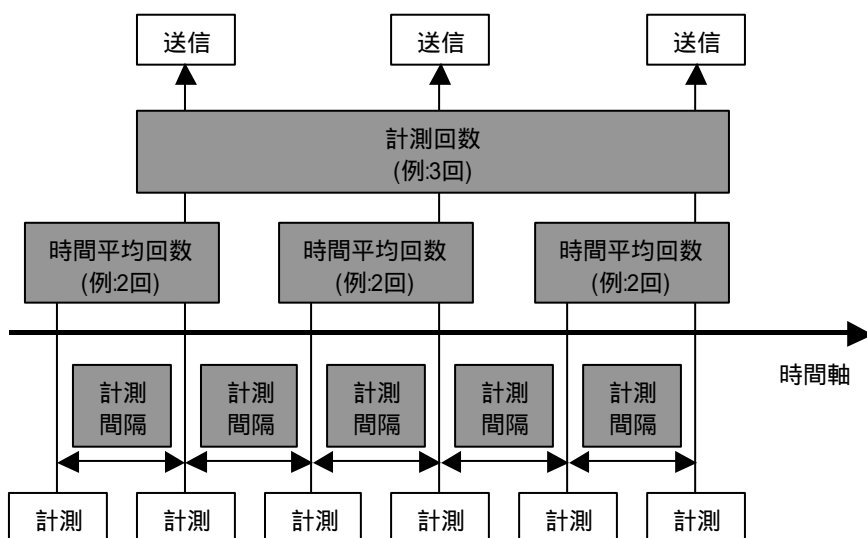 送信
送信
送信
計測回数
(例:3回)
時間平均回数
(例:2回)
時間平均回数
(例:2回)
時間平均回数
(例:2回)
時間軸
計測
間隔
計測
間隔
計測
間隔
計測
間隔
計測
間隔
計測
計測
計測
計測
計測
計測